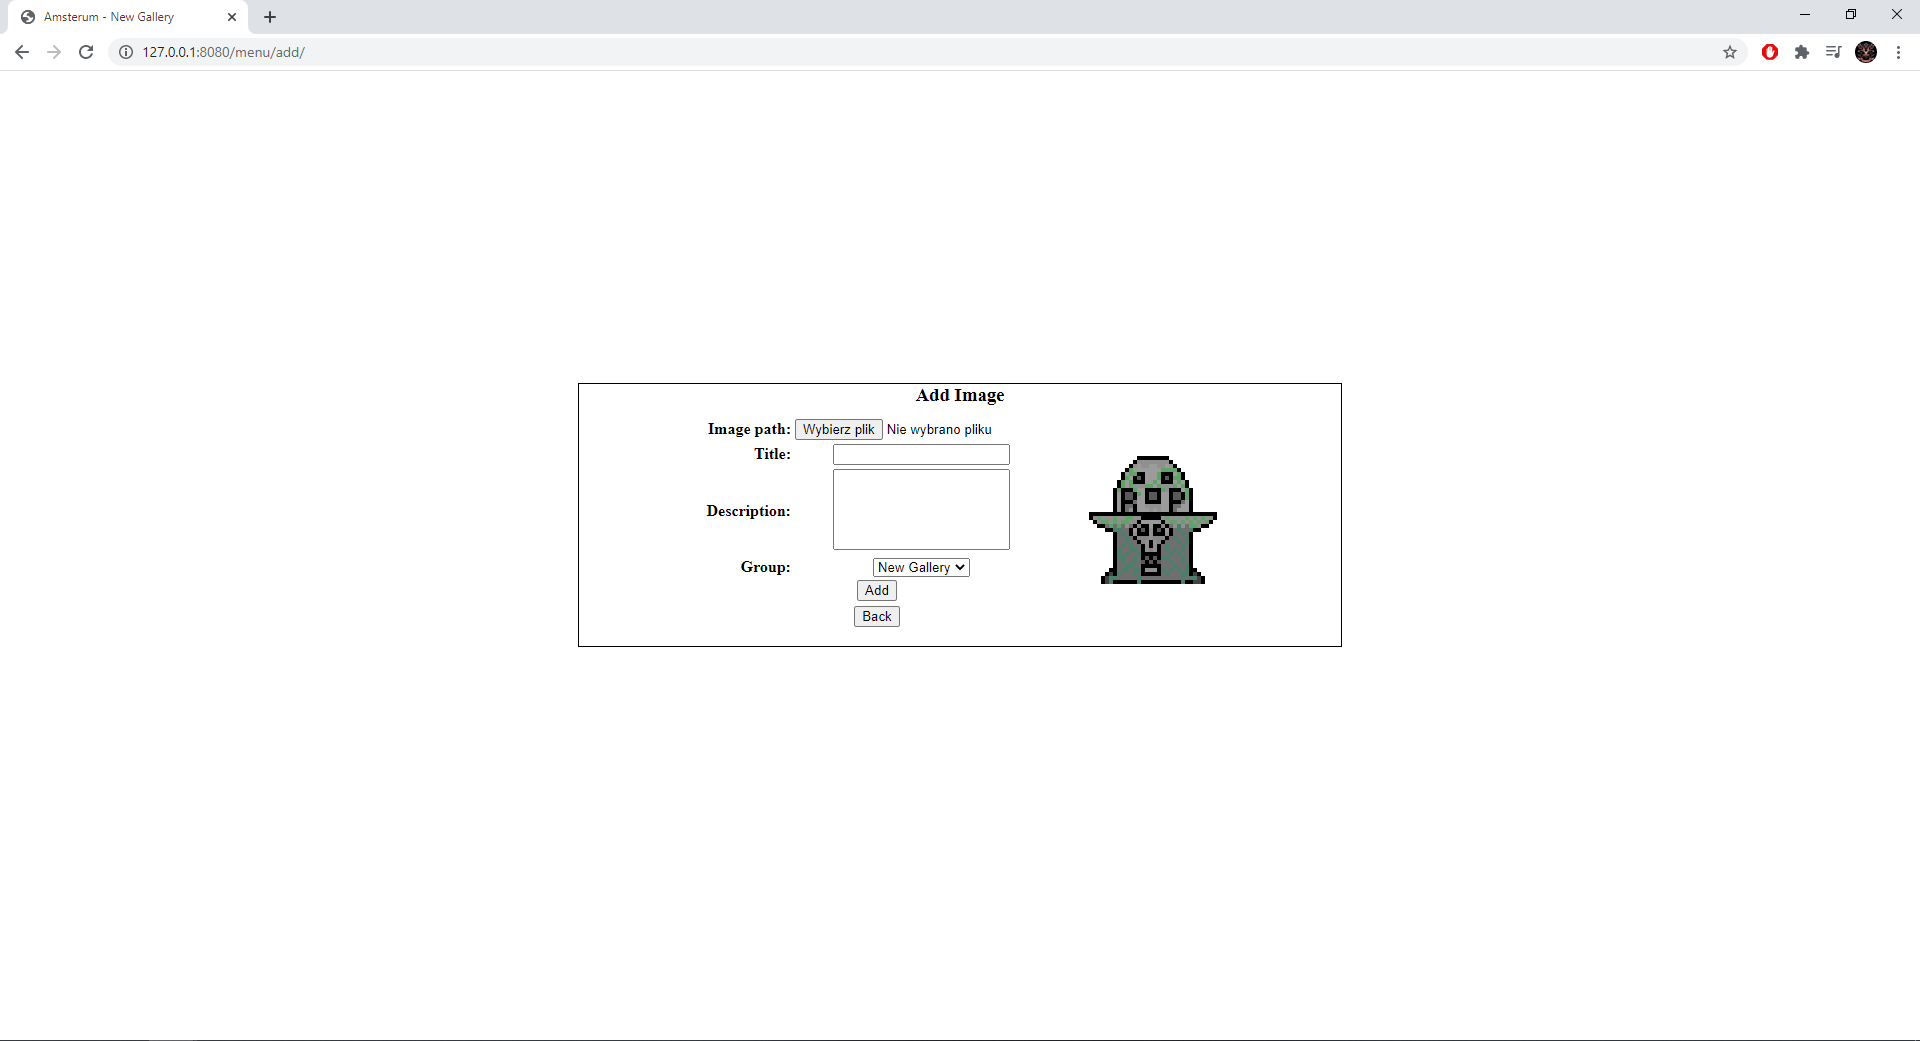 Amsterum - New Gallery
127.0.0.1:8080/menu/add/
Add Image
Image path: Wybierz plik Nie wybrano pliku
Title:
Description:
Group: New Gallery
Add
Back